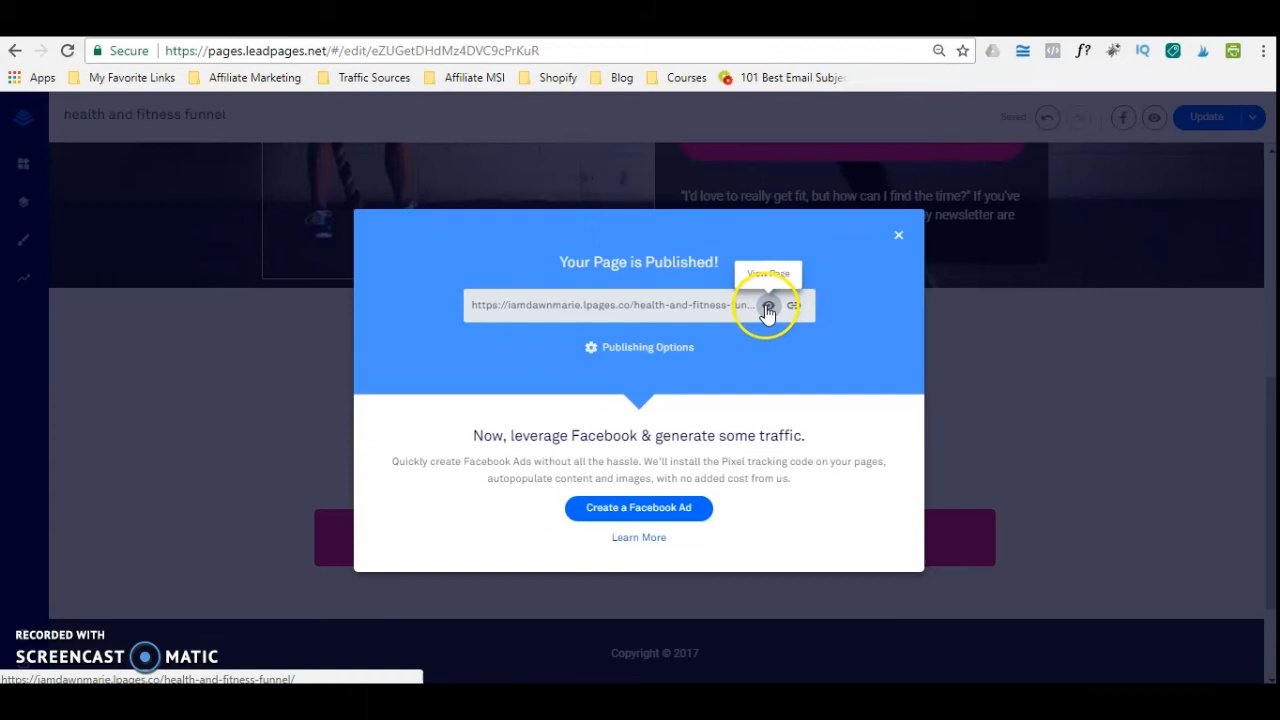 Secure
https://pages.leadpages.net/#/edit/eZUGetDHdMz4DVC9cPrKuR
Apps
My Favorite Links
Affiliate Marketing
Traffic Sources
Affiliate MSI
Shopify
Blog
Courses
101 Best Email Subje
health and fitness funnel
Saved
Update
"I'd love to really get fit, but how can I find the time?" If you've
y newsletter are
Your Page is Published!
View Page
https://iamdawnmarie.lpages.co/health-and-fitness-fun...
Publishing Options
Now, leverage Facebook & generate some traffic.
Quickly create Facebook Ads without all the hassle. We'll install the Pixel tracking code on your pages,
autopopulate content and images, with no added cost from us.
Create a Facebook Ad
Learn More
RECORDED WITH
SCREENCAST MATIC
Copyright © 2017
https://iamdawnmarie.lpages.co/health-and-fitness-funnel/